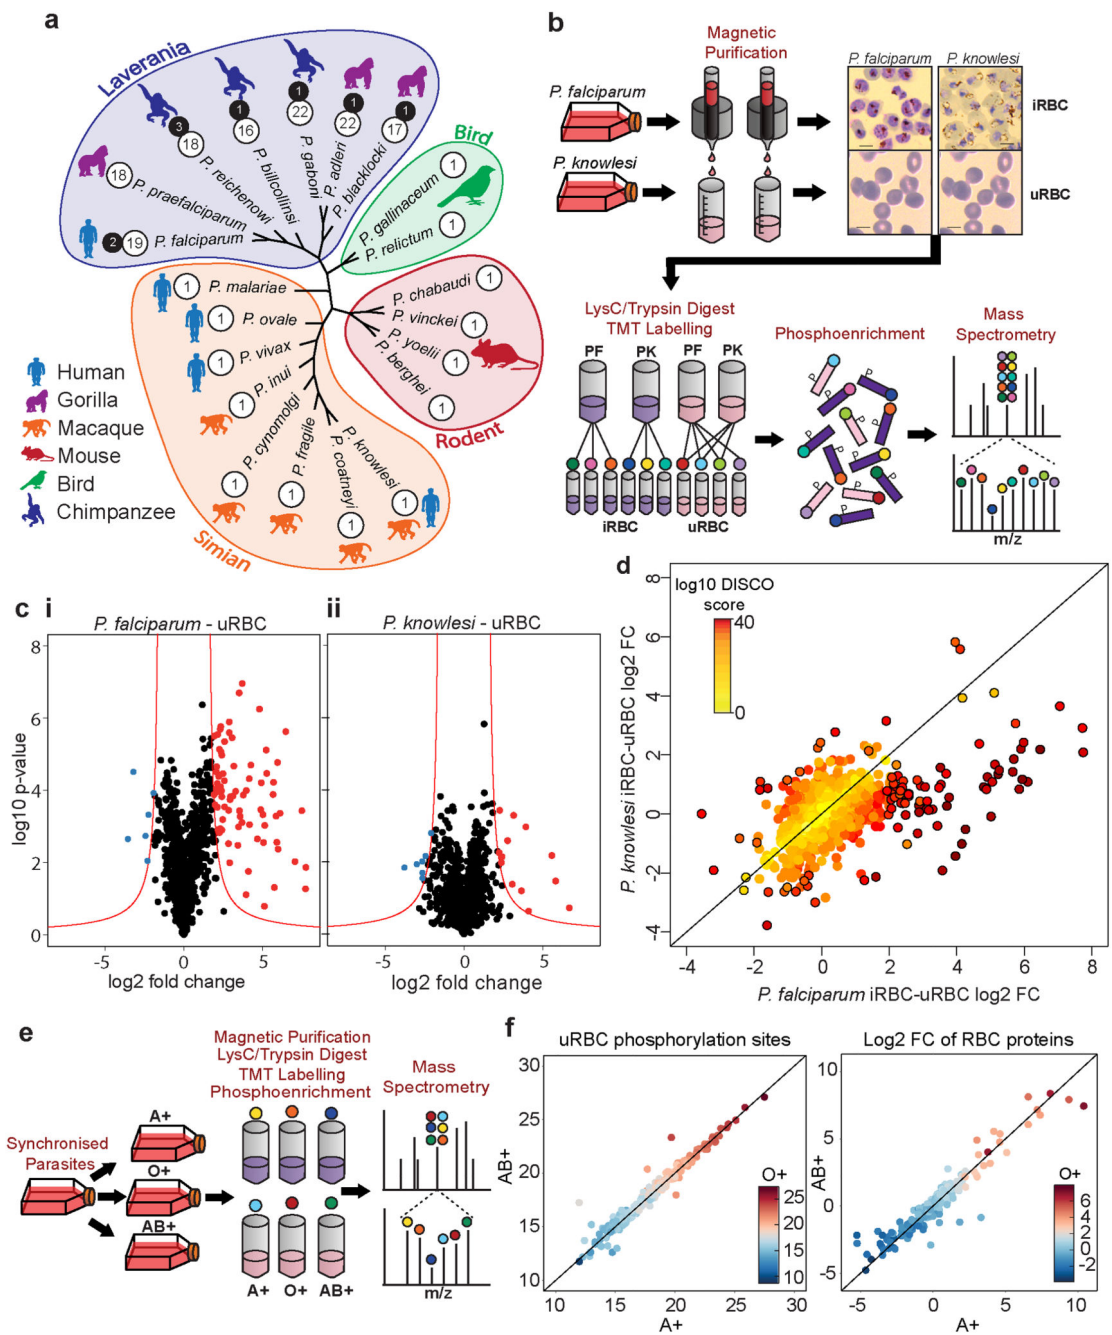 a
Laverania
3
18
1
16
1
22
1
22
1
17
18
P. praefalciparum
P. reichenowi
P. billcollinsi
P. gaboni
P. adleri
P. blacklocki
2
19
P. falciparum
Bird
1
P. gallinaceum
P. relictum
1
1
P. malariae
1
P. ovale
1
P. vivax
1
P. inui
P. cynomolgi
1
P. fragile
1
P. coatneyi
1
P. knowlesi
1
P. chabaudi
1
P. vinckei
1
P. yoelii
1
P. berghei
1
Rodent
Simian
Human
Gorilla
Macaque
Mouse
Bird
Chimpanzee
b
Magnetic
Purification
P. falciparum
P. knowlesi
P. falciparum
P. knowlesi
iRBC
uRBC
LysC/Trypsin Digest
TMT Labelling
PF
PK
PF
PK
iRBC
uRBC
Phosphoenrichment
P
P
P
P
P
P
P
P
P
P
Mass
Spectrometry
m/z
c
i
P. falciparum - uRBC
8
6
4
2
0
log10 p-value
-5
0
5
log2 fold change
ii
P. knowlesi - uRBC
-5
0
5
log2 fold change
d
log10 DISCO
score
40
0
8
6
4
2
0
-2
-4
P. knowlesi iRBC-uRBC log2 FC
-4
-2
0
2
4
6
8
P. falciparum iRBC-uRBC log2 FC
e
Synchronised
Parasites
A+
O+
AB+
Magnetic Purification
LysC/Trypsin Digest
TMT Labelling
Phosphoenrichment
A+
O+
AB+
Mass
Spectrometry
m/z
f
uRBC phosphorylation sites
30
25
20
15
10
AB+
10
15
20
25
30
A+
O+
25
20
15
10
Log2 FC of RBC proteins
10
5
0
-5
AB+
-5
0
5
10
A+
O+
6
4
2
0
-2